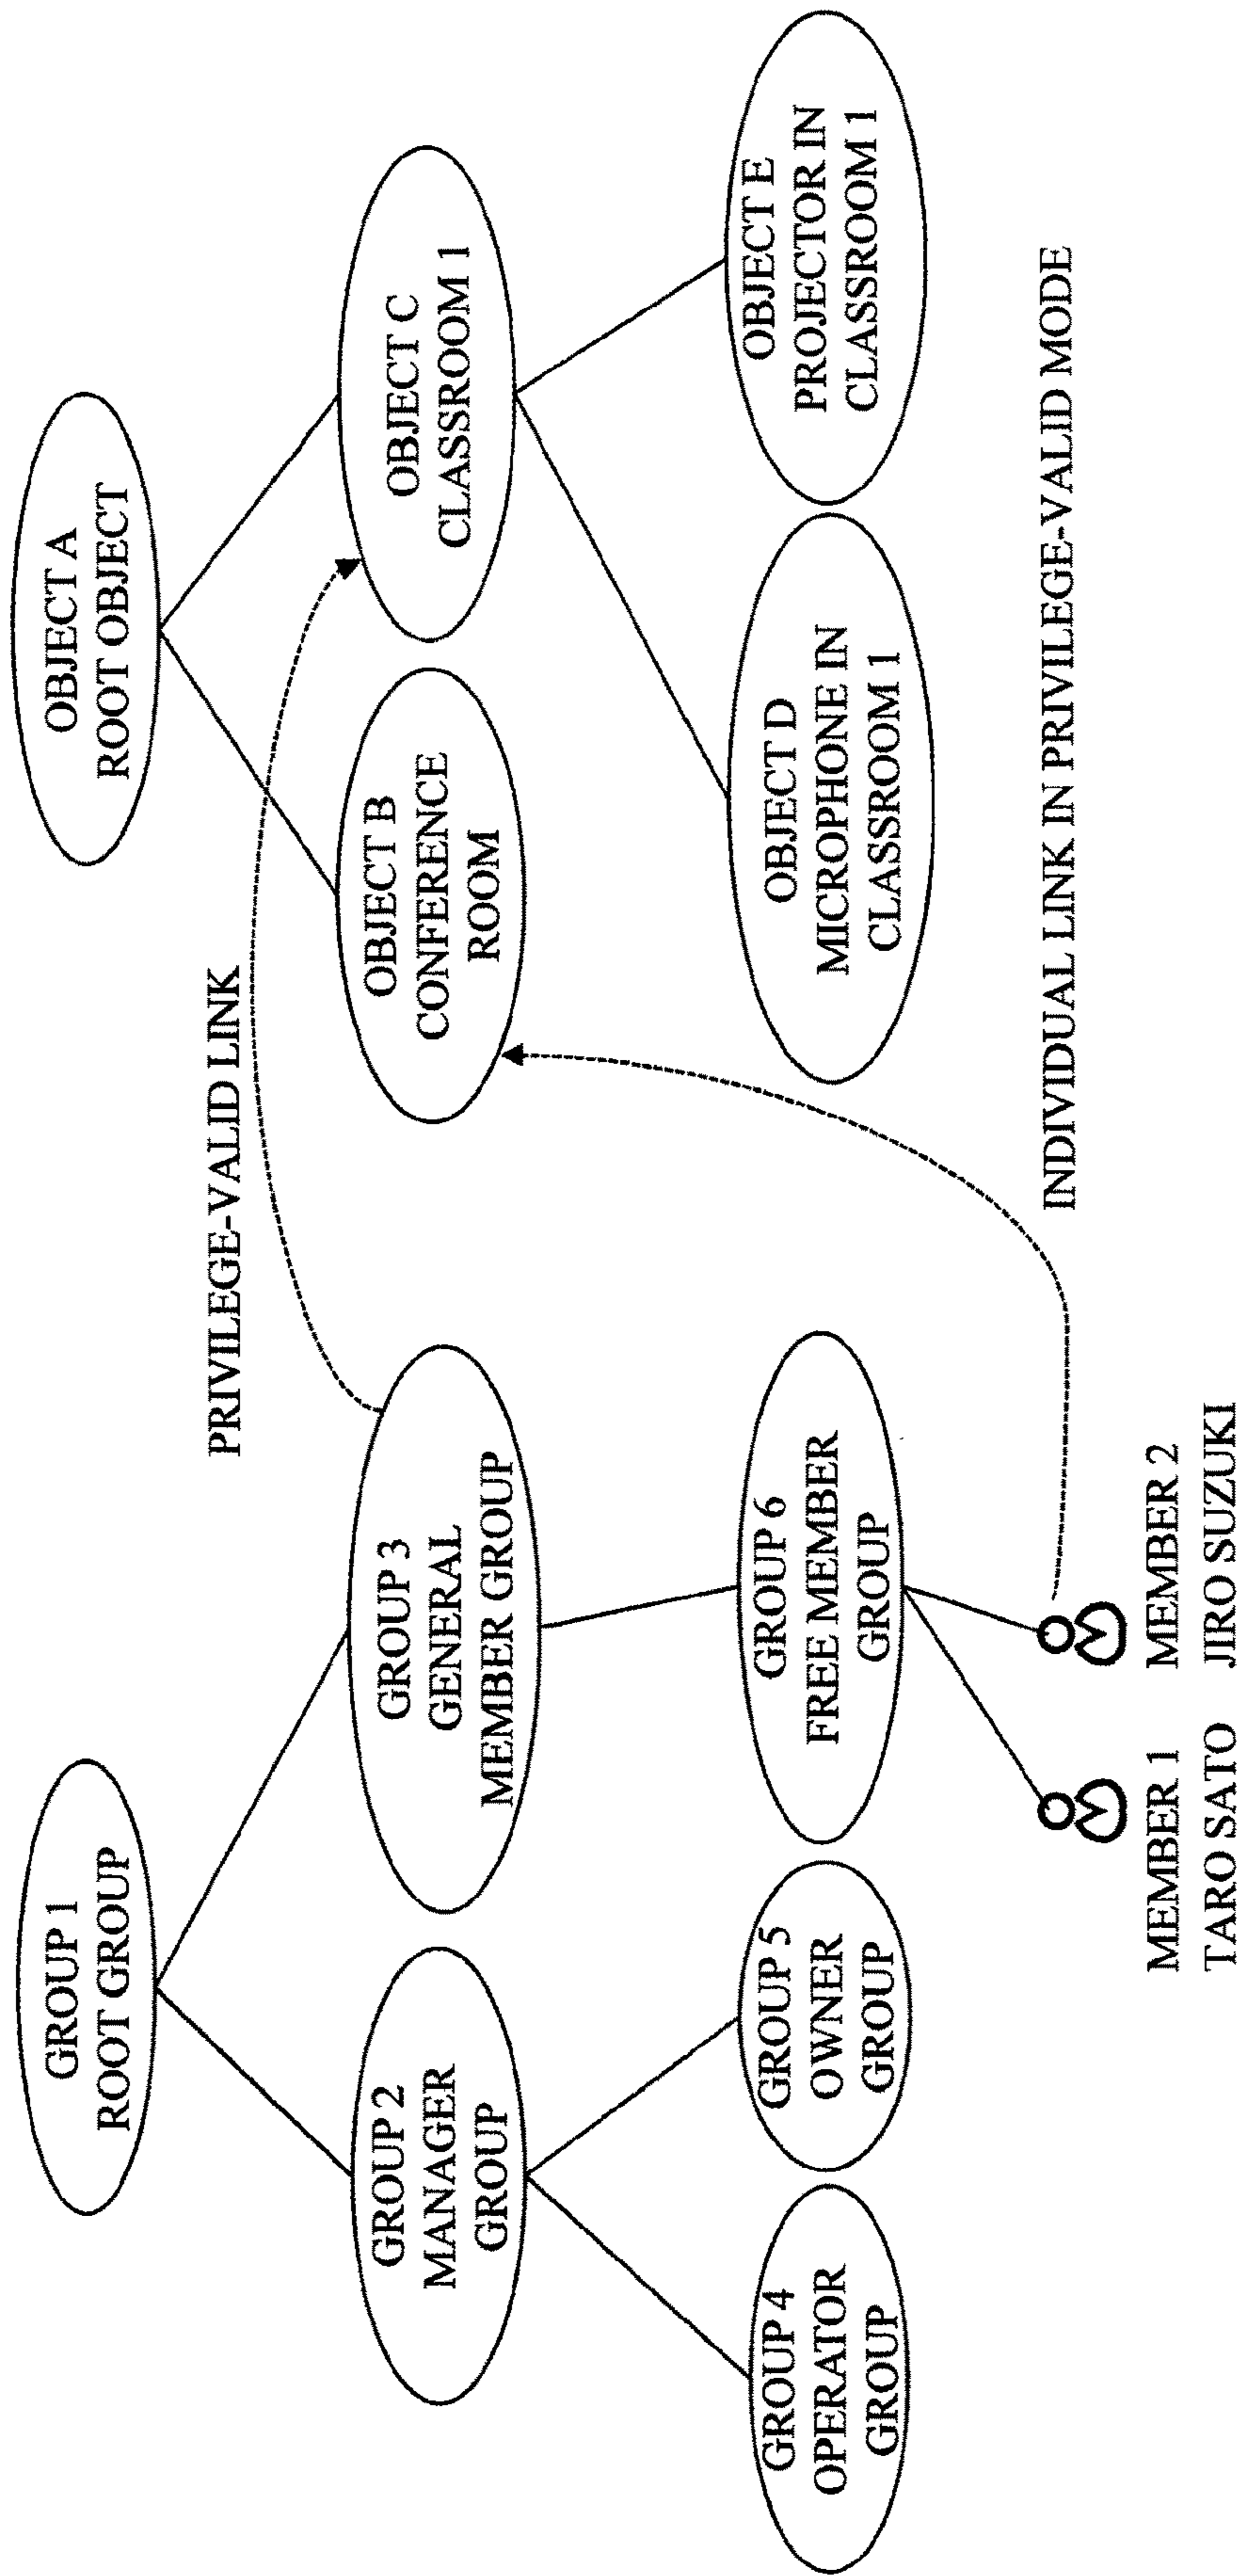 GROUP 1
ROOT GROUP
GROUP 2
MANAGER
GROUP
GROUP 3
GENERAL
MEMBER GROUP
GROUP 4
OPERATOR
GROUP
GROUP 5
OWNER
GROUP
GROUP 6
FREE MEMBER
GROUP
MEMBER 1
TARO SATO
MEMBER 2
JIRO SUZUKI
PRIVILEGE-VALID LINK
OBJECT A
ROOT OBJECT
OBJECT B
CONFERENCE
ROOM
OBJECT C
CLASSROOM 1
OBJECT D
MICROPHONE IN
CLASSROOM 1
OBJECT E
PROJECTOR IN
CLASSROOM 1
INDIVIDUAL LINK IN PRIVILEGE-VALID MODE